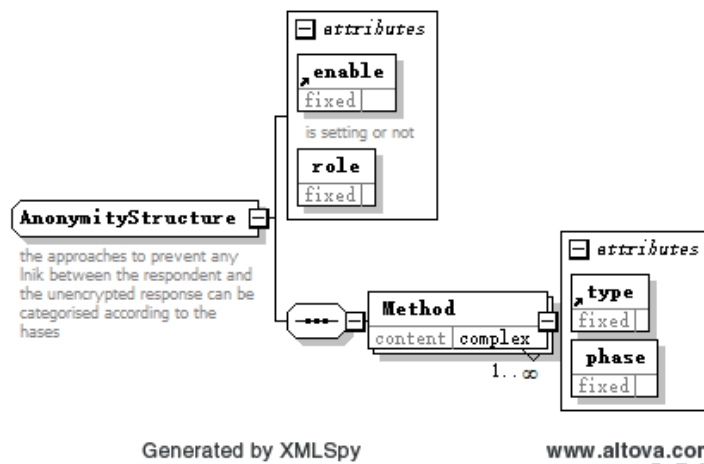 attributes
enable
fixed
is setting or not
role
fixed
AnonymityStructure
the approaches to prevent any
lnik between the respondent and
the unencrypted response can be
categorised according to the
hases
Method
content complex
1..∞
attributes
type
fixed
phase
fixed
Generated by XMLSpy www.altova.com